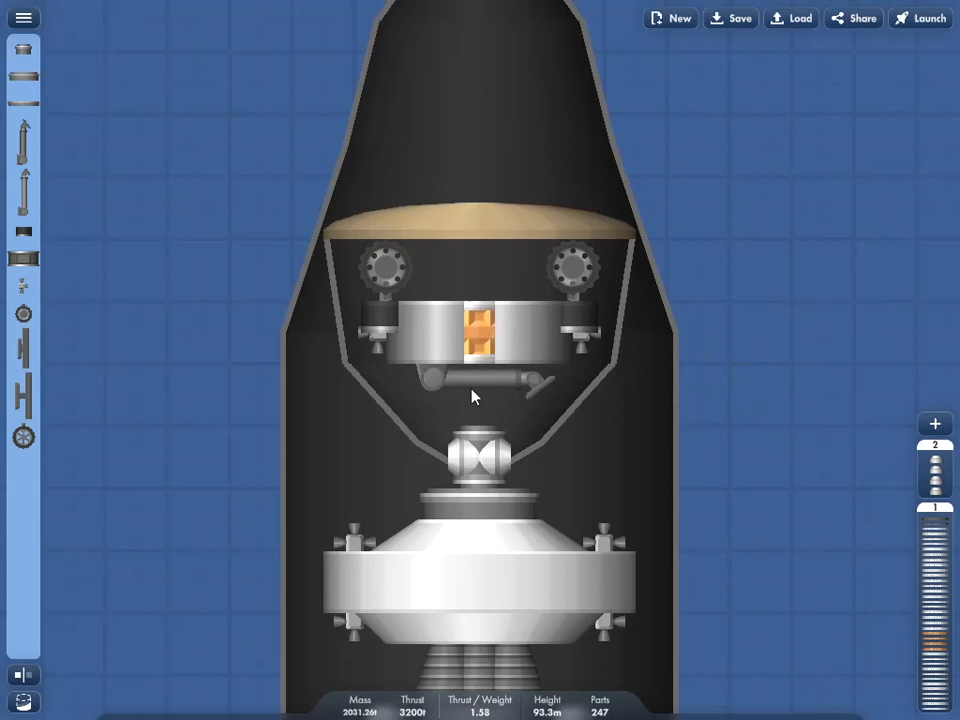 New
Save
Load
Share
Launch
2
1
Mass
Thrust
Thrust / Weight
Height
Parts
2031.26t
3200t
1.58
93.3m
247